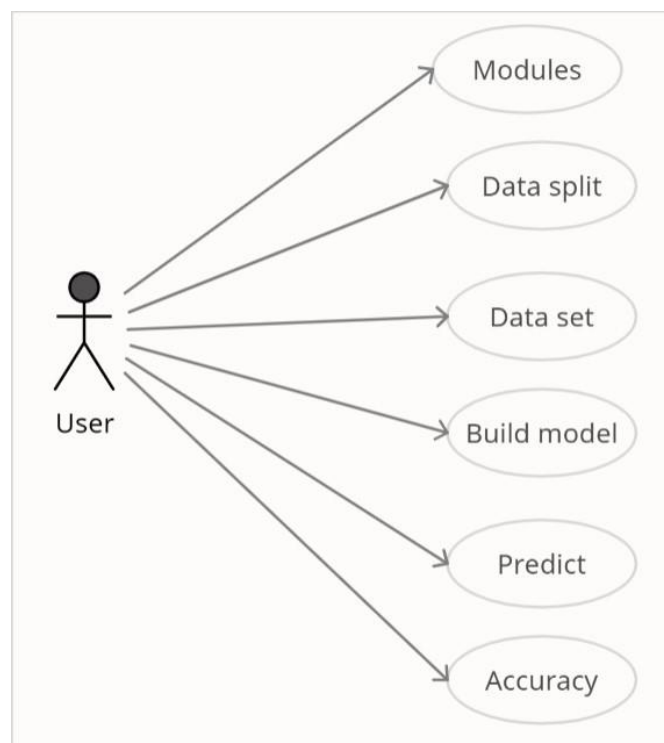 Modules
Data split
Data set
User
Build model
Predict
Accuracy